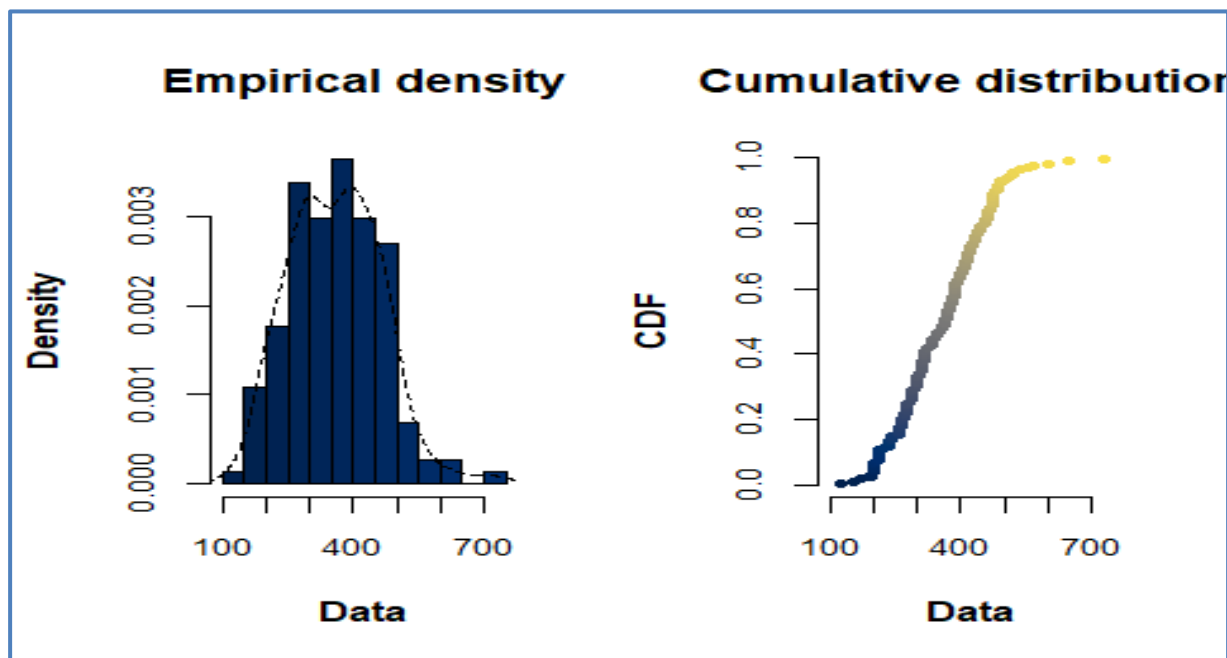 Empirical density
Density
0.000
0.001
0.002
0.003
100
400
700
Data
Cumulative distribution
CDF
0.0
0.2
0.4
0.6
0.8
1.0
100
400
700
Data